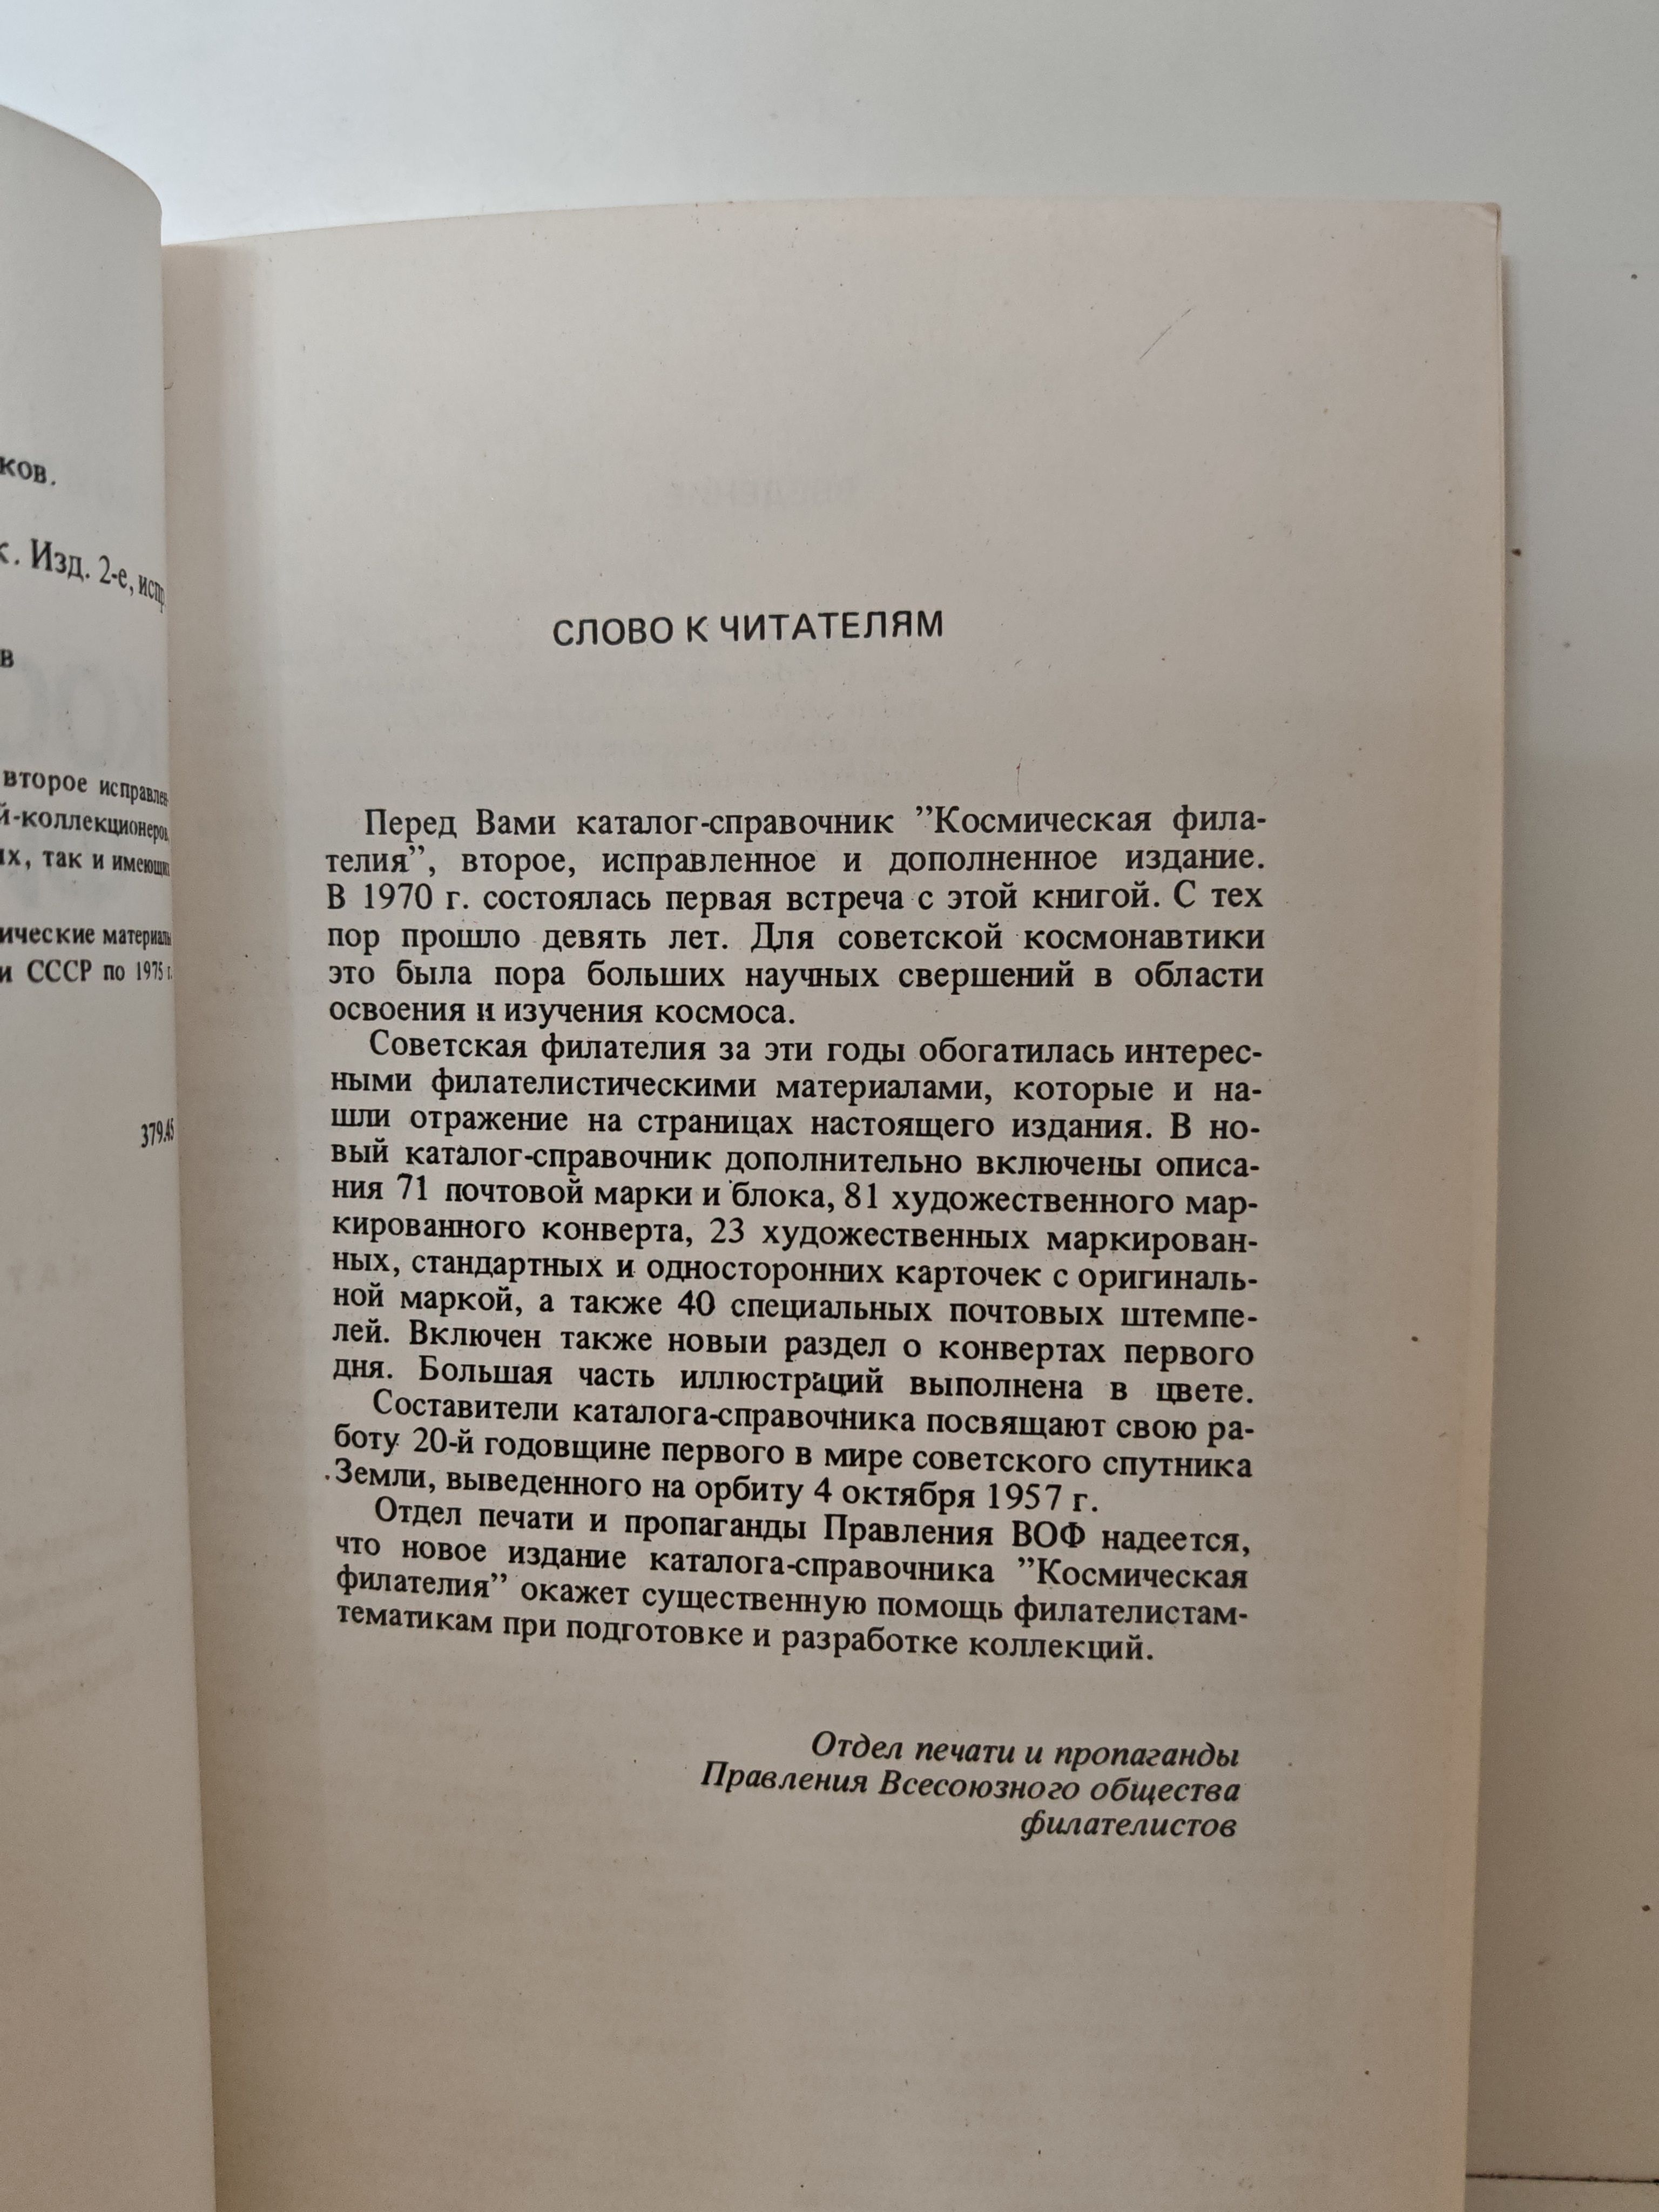 ков.
к. Изд. 2-е, испр
в
второе исправлен
й-коллекционеров,
их, так и имеющих
ические материалы
и СССР по 1975 г.
379.45
СЛОВО К ЧИТАТЕЛЯМ
Перед Вами каталог-справочник ”Космическая фила-
телия”, второе, исправленное и дополненное издание.
В 1970 г. состоялась первая встреча с этой книгой. С тех
пор прошло девять лет. Для советской космонавтики
это была пора больших научных свершений в области
освоения и изучения космоса.
Советская филателия за эти годы обогатилась интерес-
ными филателистическими материалами, которые и на-
шли отражение на страницах настоящего издания. В но-
вый каталог-справочник дополнительно включены описа-
ния 71 почтовой марки и блока, 81 художественного мар-
кированного конверта, 23 художественных маркирован-
ных, стандартных и односторонних карточек с оригиналь-
ной маркой, а также 40 специальных почтовых штемпе-
лей. Включен также новыи раздел о конвертах первого
дня. Большая часть иллюстраций выполнена в цвете.
Составители каталога-справочника посвящают свою ра-
боту 20-й годовщине первого в мире советского спутника
Земли, выведенного на орбиту 4 октября 1957 г.
Отдел печати и пропаганды Правления ВОФ надеется,
что новое издание каталога-справочника ”Космическая
филателия” окажет существенную помощь филателистам-
тематикам при подготовке и разработке коллекций.
Отдел печати и пропаганды
Правления Всесоюзного общества
филателистов